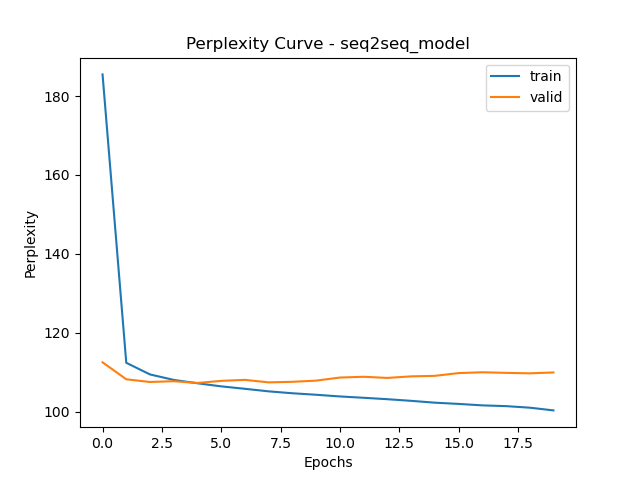 Perplexity Curve - seq2seq_model
train
valid
Perplexity
180
160
140
120
100
0.0 2.5 5.0 7.5 10.0 12.5 15.0 17.5
Epochs